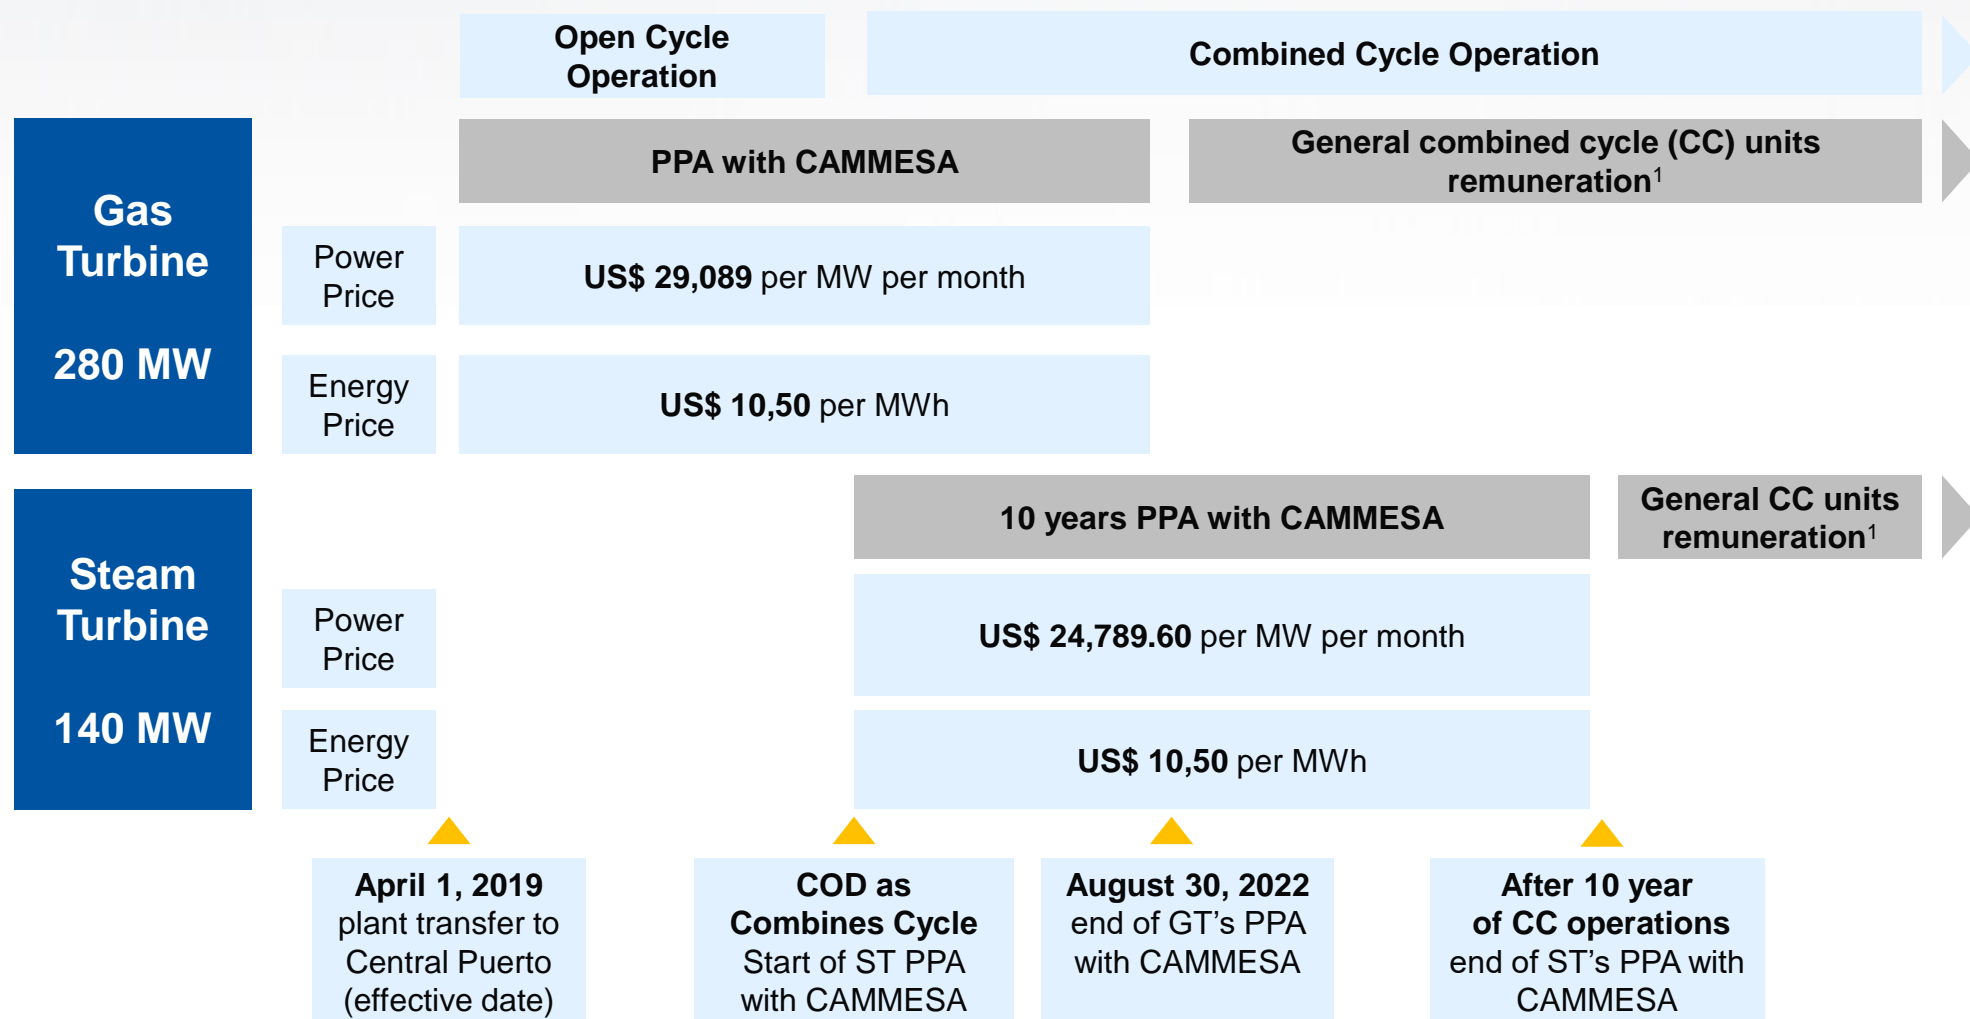 Open Cycle
Operation
Combined Cycle Operation
Gas
Turbine
280 MW
PPA with CAMMESA
General combined cycle (CC) units
remuneration¹
Power
Price
US$ 29,089 per MW per month
Energy
Price
US$ 10,50 per MWh
Steam
Turbine
140 MW
10 years PPA with CAMMESA
General CC units
remuneration¹
Power
Price
US$ 24,789.60 per MW per month
Energy
Price
US$ 10,50 per MWh
April 1, 2019
plant transfer to
Central Puerto
(effective date)
COD as
Combines Cycle
Start of ST PPA
with CAMMESA
August 30, 2022
end of GT’s PPA
with CAMMESA
After 10 year
of CC operations
end of ST’s PPA with
CAMMESA